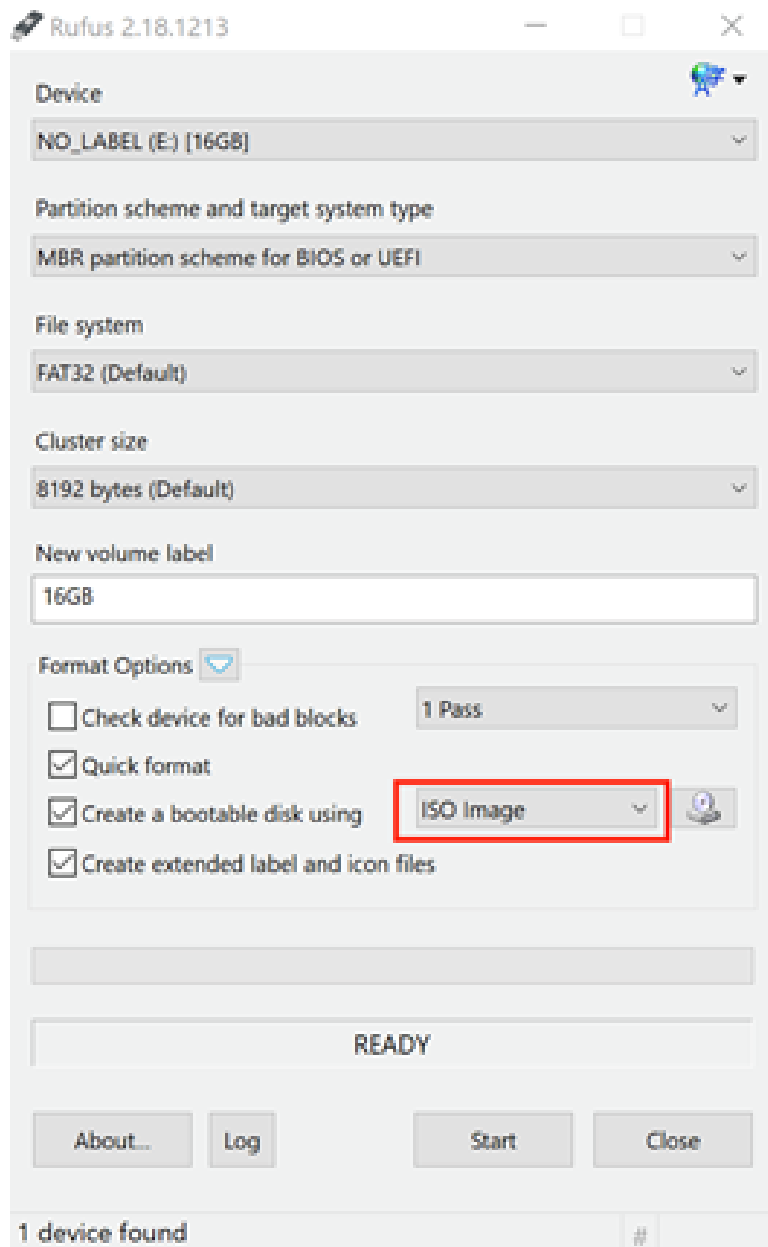 Rufus 2.18.1213
Device
NO_LABEL (E:) [16GB]
Partition scheme and target system type
MBR partition scheme for BIOS or UEFI
File system
FAT32 (Default)
Cluster size
8192 bytes (Default)
New volume label
16GB
Format Options
Check device for bad blocks 1 Pass
Quick format
Create a bootable disk using ISO Image
Create extended label and icon files
READY
About... Log Start Close
1 device found #